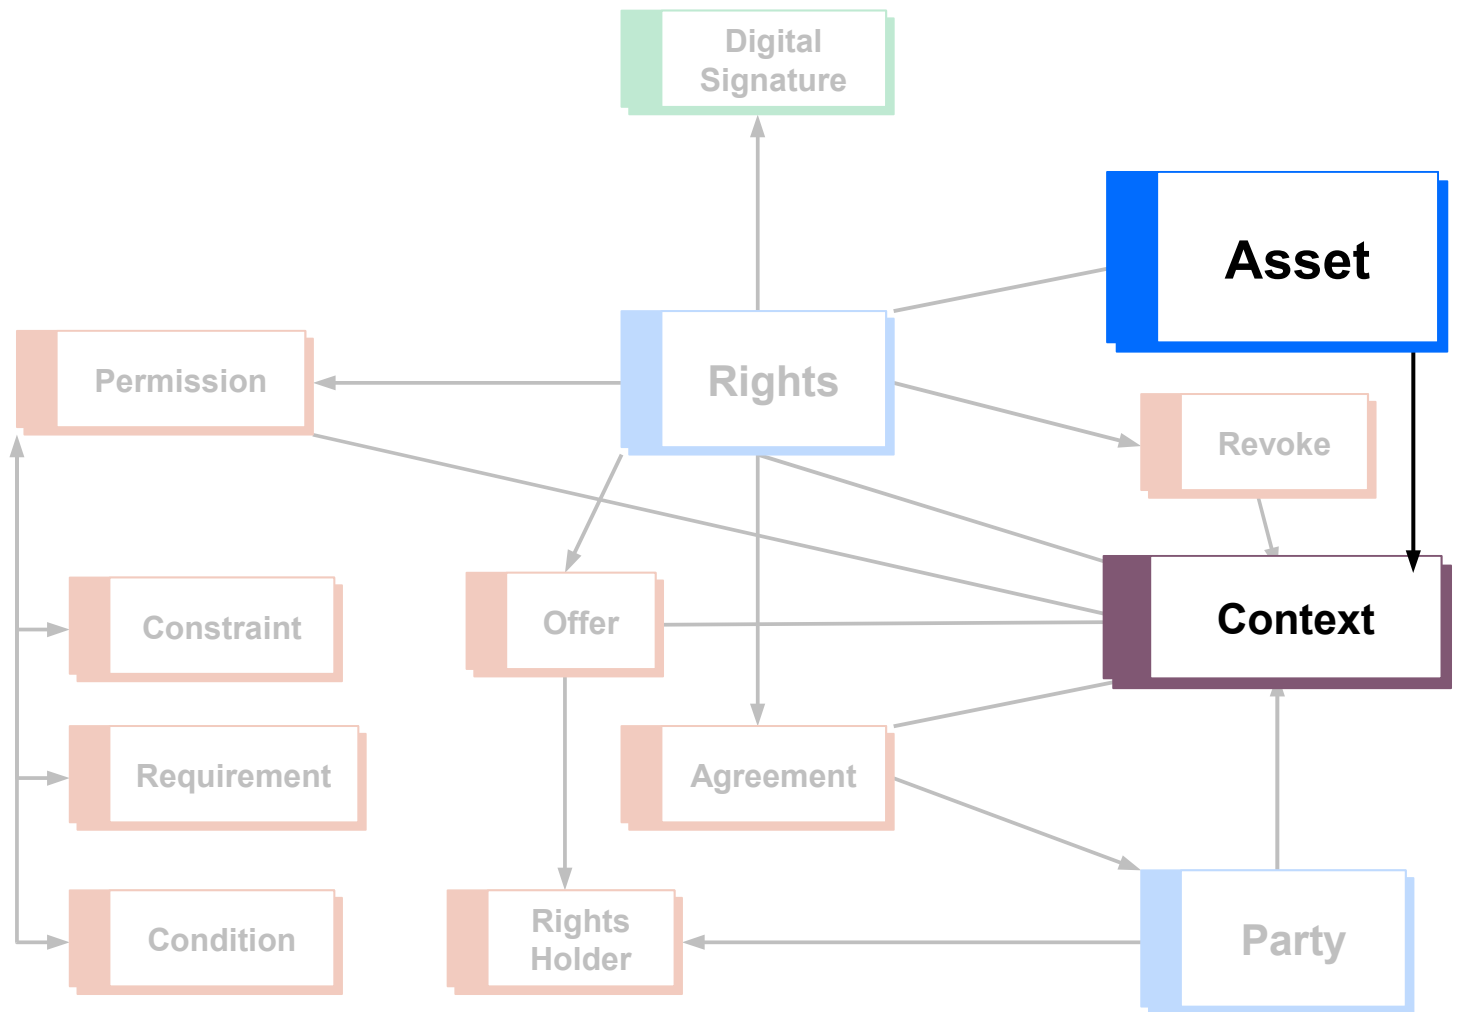 Digital
Signature
Asset
Permission
Rights
Revoke
Constraint
Offer
Context
Requirement
Agreement
Condition
Rights
Holder
Party